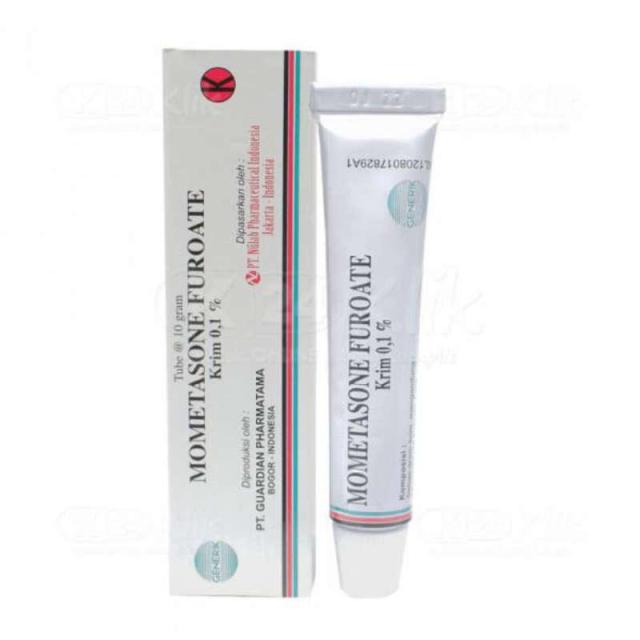 K
Tube @ 10 gram
MOMETASONE FUROATE
Krim 0,1 %
Dipasarkan oleh :
PT. Nulab Pharmaceutical Indonesia
Jakarta - Indonesia
Diproduksi oleh :
PT. GUARDIAN PHARMATAMA
BOGOR - INDONESIA
GENERIK
1208017829A1
GENERIK
MOMETASONE FUROATE
Krim 0,1 %
Komposisi :